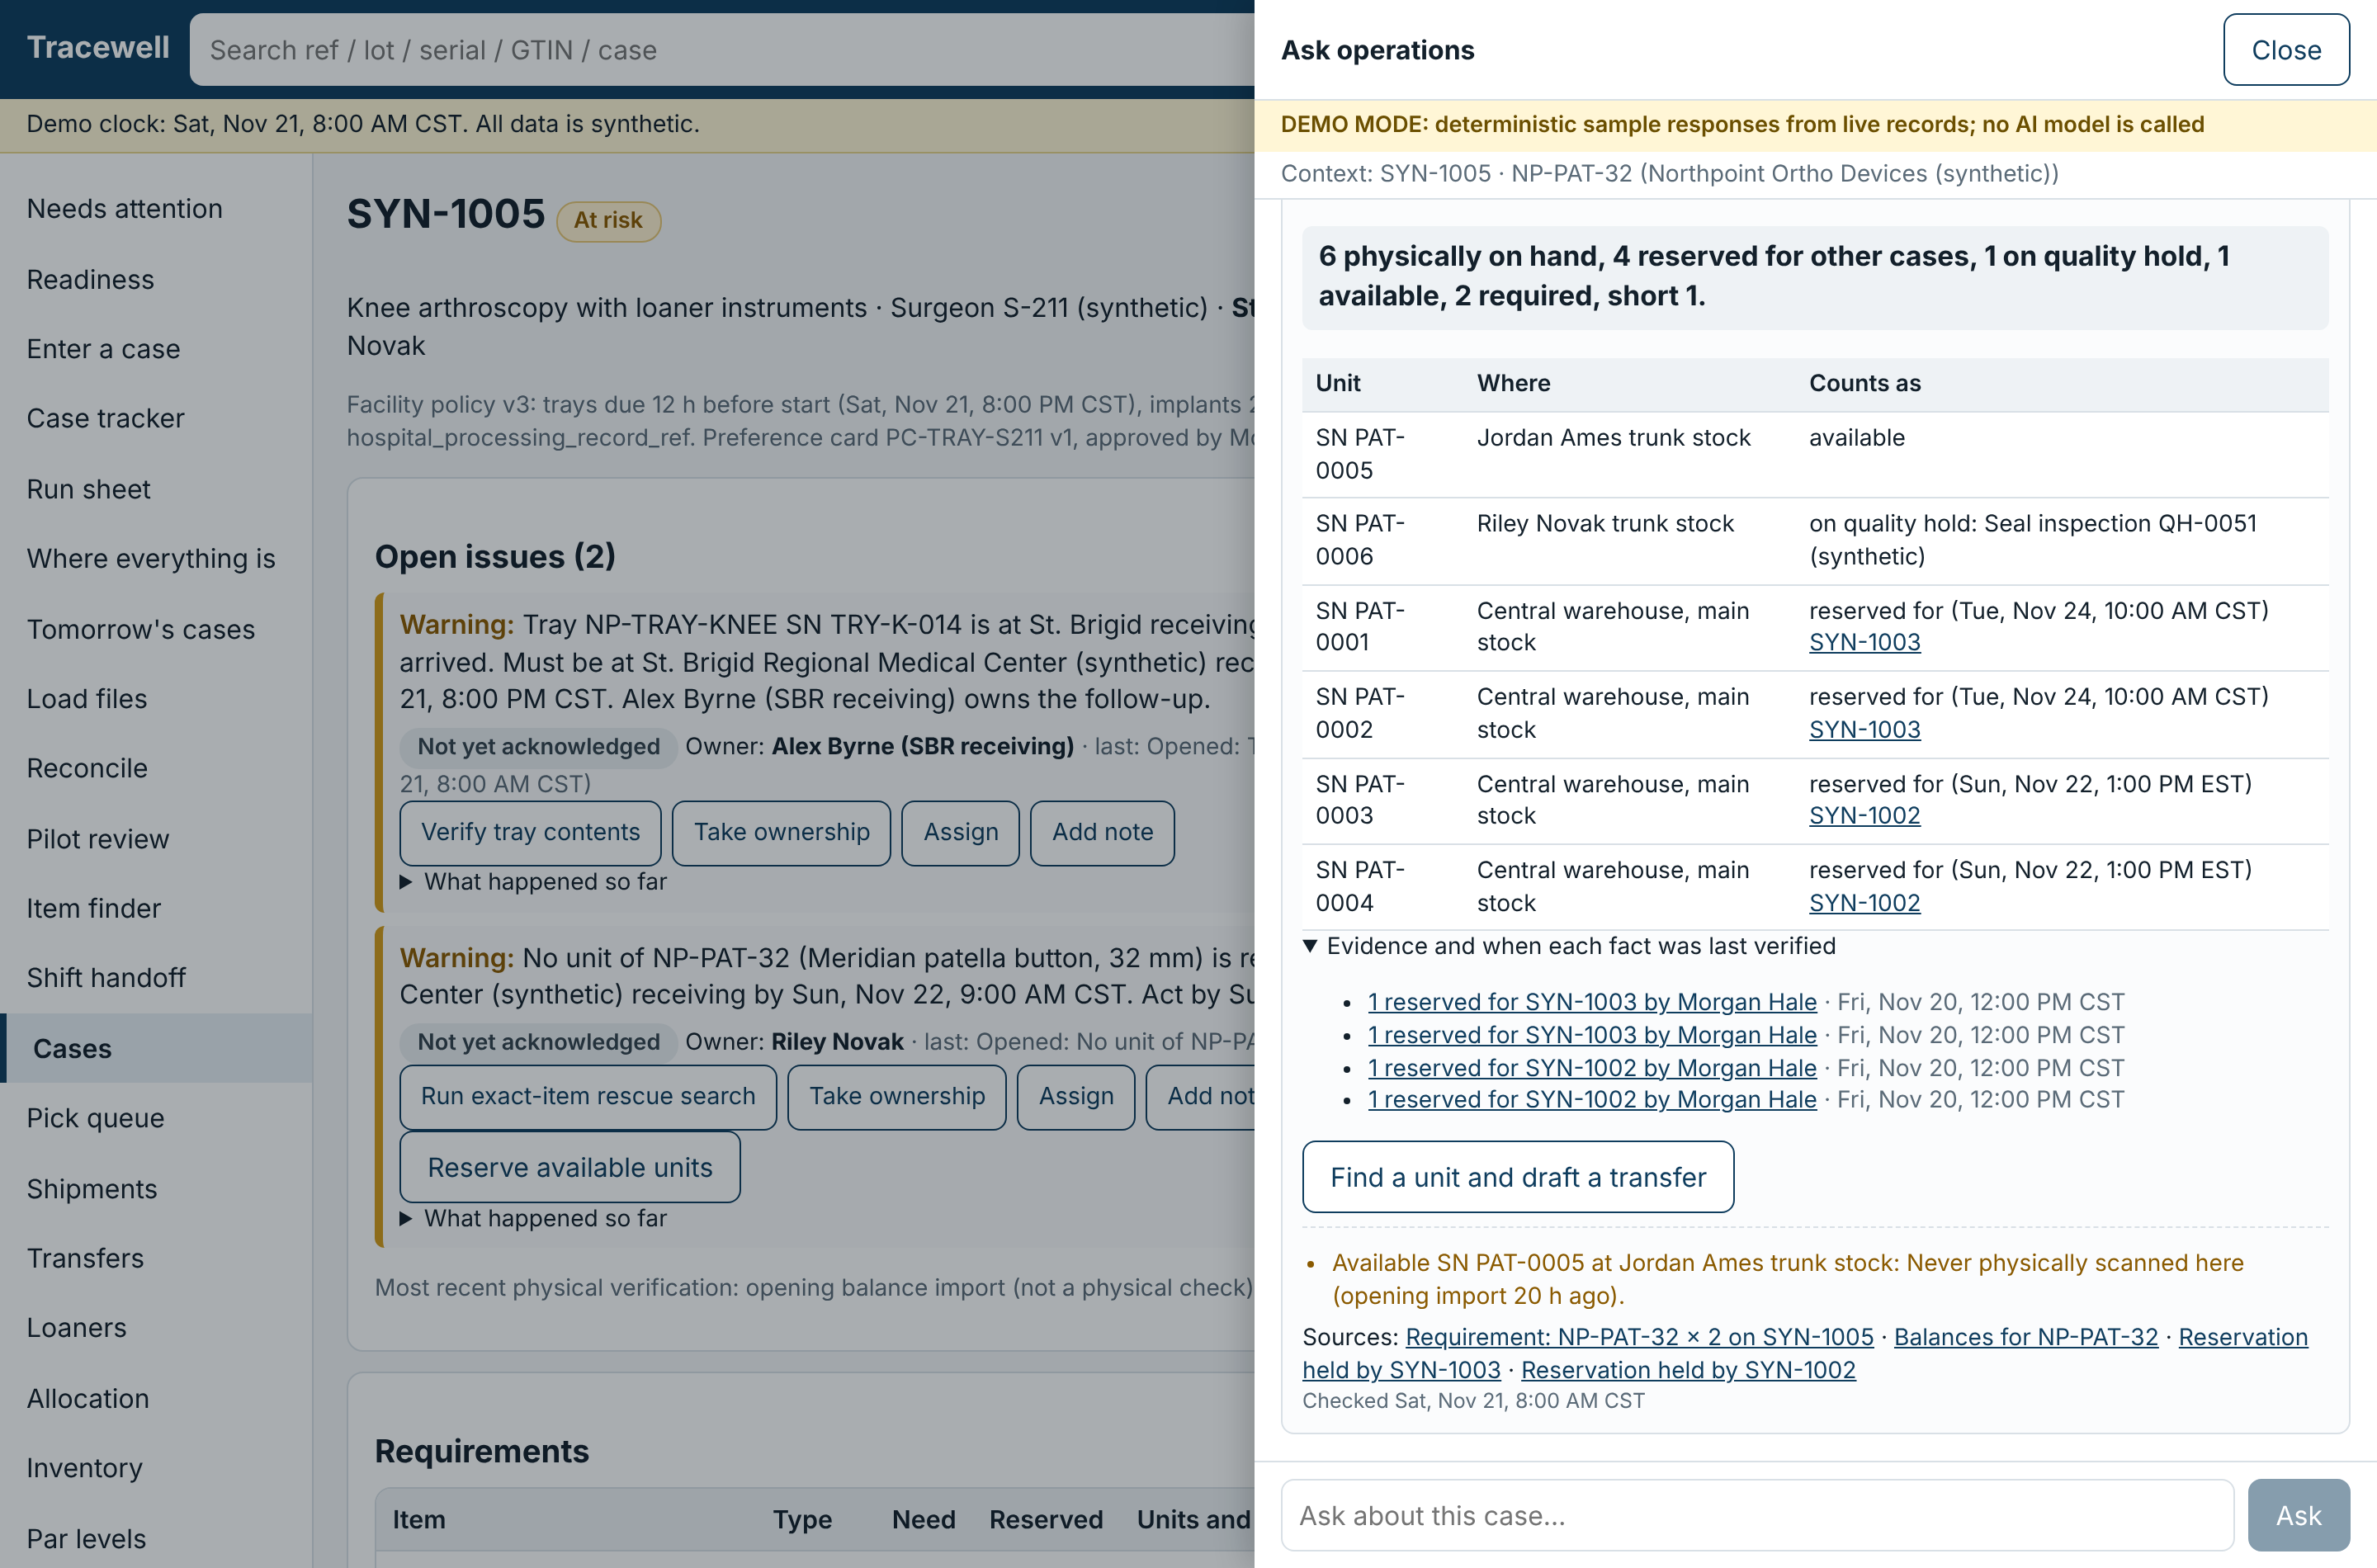 Tracewell
Search ref / lot / serial / GTIN / case
Demo clock: Sat, Nov 21, 8:00 AM CST. All data is synthetic.
Needs attention
Readiness
Enter a case
Case tracker
Run sheet
Where everything is
Tomorrow's cases
Load files
Reconcile
Pilot review
Item finder
Shift handoff
Cases
Pick queue
Shipments
Transfers
Loaners
Allocation
Inventory
Par levels
SYN-1005 At risk
Knee arthroscopy with loaner instruments · Surgeon S-211 (synthetic) · St
Novak
Facility policy v3: trays due 12 h before start (Sat, Nov 21, 8:00 PM CST), implants 2
hospital_processing_record_ref. Preference card PC-TRAY-S211 v1, approved by Mo
Open issues (2)
Warning: Tray NP-TRAY-KNEE SN TRY-K-014 is at St. Brigid receiving
arrived. Must be at St. Brigid Regional Medical Center (synthetic) rec
21, 8:00 PM CST. Alex Byrne (SBR receiving) owns the follow-up.
Not yet acknowledged Owner: Alex Byrne (SBR receiving) · last: Opened: T
21, 8:00 AM CST)
Verify tray contents Take ownership Assign Add note
▶ What happened so far
Warning: No unit of NP-PAT-32 (Meridian patella button, 32 mm) is re
Center (synthetic) receiving by Sun, Nov 22, 9:00 AM CST. Act by Su
Not yet acknowledged Owner: Riley Novak · last: Opened: No unit of NP-PA
Run exact-item rescue search Take ownership Assign Add not
Reserve available units
▶ What happened so far
Most recent physical verification: opening balance import (not a physical check)
Requirements
Item Type Need Reserved Units and
Ask operations
Close
DEMO MODE: deterministic sample responses from live records; no AI model is called
Context: SYN-1005 · NP-PAT-32 (Northpoint Ortho Devices (synthetic))
6 physically on hand, 4 reserved for other cases, 1 on quality hold, 1
available, 2 required, short 1.
Unit Where Counts as
SN PAT- Jordan Ames trunk stock available
0005
SN PAT- Riley Novak trunk stock on quality hold: Seal inspection QH-0051
0006 (synthetic)
SN PAT- Central warehouse, main reserved for (Tue, Nov 24, 10:00 AM CST)
0001 stock SYN-1003
SN PAT- Central warehouse, main reserved for (Tue, Nov 24, 10:00 AM CST)
0002 stock SYN-1003
SN PAT- Central warehouse, main reserved for (Sun, Nov 22, 1:00 PM EST)
0003 stock SYN-1002
SN PAT- Central warehouse, main reserved for (Sun, Nov 22, 1:00 PM EST)
0004 stock SYN-1002
▼ Evidence and when each fact was last verified
• 1 reserved for SYN-1003 by Morgan Hale · Fri, Nov 20, 12:00 PM CST
• 1 reserved for SYN-1003 by Morgan Hale · Fri, Nov 20, 12:00 PM CST
• 1 reserved for SYN-1002 by Morgan Hale · Fri, Nov 20, 12:00 PM CST
• 1 reserved for SYN-1002 by Morgan Hale · Fri, Nov 20, 12:00 PM CST
Find a unit and draft a transfer
• Available SN PAT-0005 at Jordan Ames trunk stock: Never physically scanned here
(opening import 20 h ago).
Sources: Requirement: NP-PAT-32 × 2 on SYN-1005 · Balances for NP-PAT-32 · Reservation
held by SYN-1003 · Reservation held by SYN-1002
Checked Sat, Nov 21, 8:00 AM CST
Ask about this case...
Ask